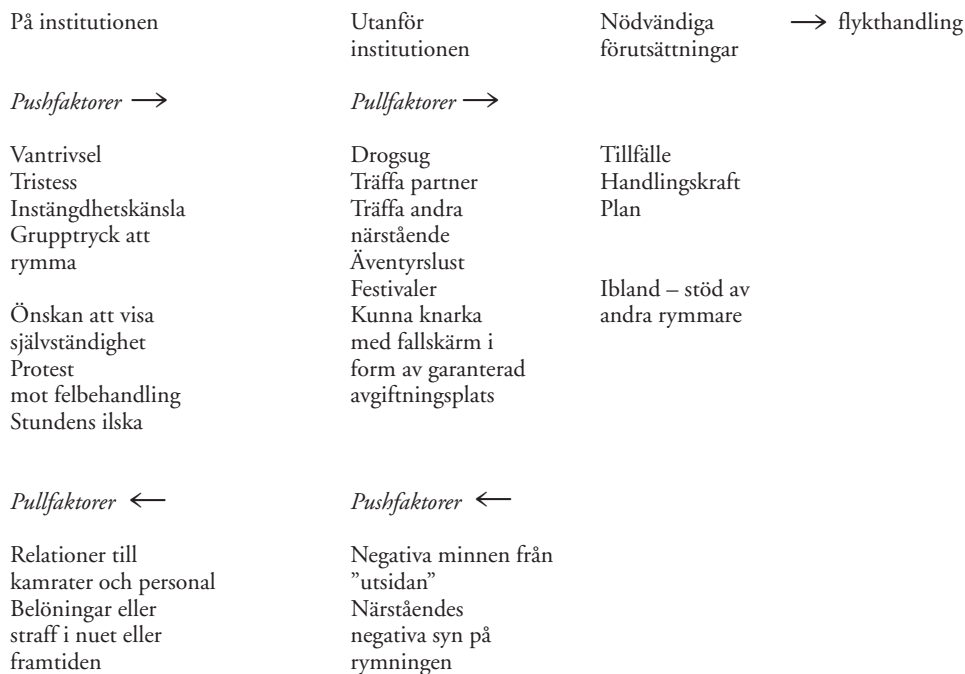 På institutionen
Utanför
institutionen
Nödvändiga
förutsättningar
→ flykthandling
Pushfaktorer →
Vantrivsel
Tristess
Instängdhetskänsla
Grupptryck att
rymma
Önskan att visa
självständighet
Protest
mot felbehandling
Stundens ilska
Pullfaktorer →
Drogsug
Träffa partner
Träffa andra
närstående
Äventyrslust
Festivaler
Kunna knarka
med fallskärm i
form av garanterad
avgiftningsplats
Tillfälle
Handlingskraft
Plan
Ibland – stöd av
andra rymmare
Pullfaktorer ←
Relationer till
kamrater och personal
Belöningar eller
straff i nuet eller
framtiden
Pushfaktorer ←
Negativa minnen från
”utsidan”
Närståendes
negativa syn på
rymningen